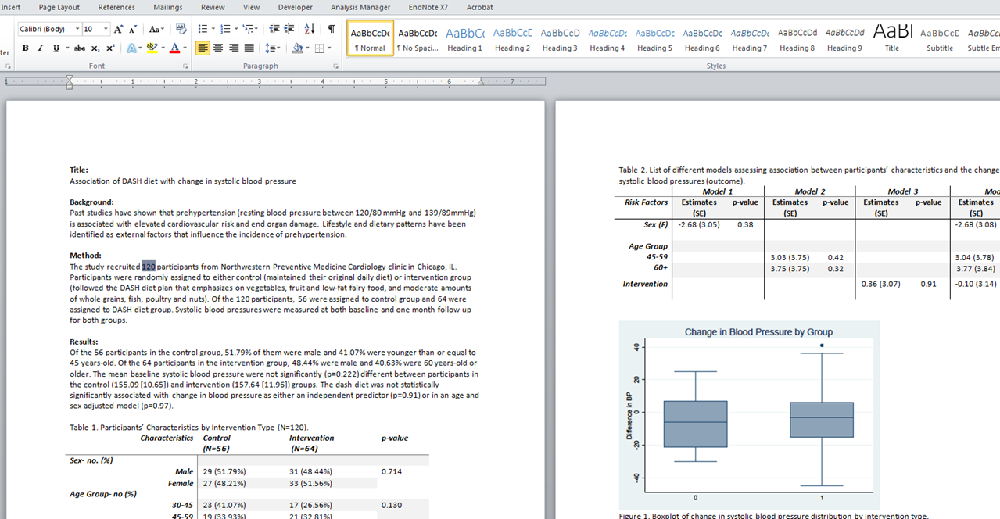 Insert Page Layout References Mailings Review View Developer Analysis Manager EndNote X7 Acrobat
Calibri (Body) 10 A A Aa
B I U abc x₂ x² A ab A
AaBbCcDc AaBbCcDc AaBbCc AaBbCcE AaBbCcD AaBbCcDc AaBbCcDc AaBbCcDc AaBbCcDc AaBbCcDd AaBbCcDd AaBl AaBbCcD AaBbCcL
¶ Normal ¶ No Spaci... Heading 1 Heading 2 Heading 3 Heading 4 Heading 5 Heading 6 Heading 7 Heading 8 Heading 9 Title Subtitle Subtle Em
ter
Font Paragraph Styles
1 1 2 3 4 5 6 7
Title:
Association of DASH diet with change in systolic blood pressure
Background:
Past studies have shown that prehypertension (resting blood pressure between 120/80 mmHg and 139/89mmHg)
is associated with elevated cardiovascular risk and end organ damage. Lifestyle and dietary patterns have been
identified as external factors that influence the incidence of prehypertension.
Method:
The study recruited 120 participants from Northwestern Preventive Medicine Cardiology clinic in Chicago, IL.
Participants were randomly assigned to either control (maintained their original daily diet) or intervention group
(followed the DASH diet plan that emphasizes on vegetables, fruit and low-fat fairy food, and moderate amounts
of whole grains, fish, poultry and nuts). Of the 120 participants, 56 were assigned to control group and 64 were
assigned to DASH diet group. Systolic blood pressures were measured at both baseline and one month follow-up
for both groups.
Results:
Of the 56 participants in the control group, 51.79% of them were male and 41.07% were younger than or equal to
45 years-old. Of the 64 participants in the intervention group, 48.44% were male and 40.63% were 60 years-old or
older. The mean baseline systolic blood pressure were not significantly (p=0.222) different between participants in
the control (155.09 [10.65]) and intervention (157.64 [11.96]) groups. The dash diet was not statistically
significantly associated with change in blood pressure as either an independent predictor (p=0.91) or in an age and
sex adjusted model (p=0.97).
Table 1. Participants' Characteristics by Intervention Type (N=120).
Characteristics Control Intervention p-value
(N=56) (N=64)
Sex- no. (%)
Male 29 (51.79%) 31 (48.44%) 0.714
Female 27 (48.21%) 33 (51.56%)
Age Group- no (%)
30-45 23 (41.07%) 17 (26.56%) 0.130
45-59 19 (33.93%) 21 (32.81%)
Table 2. List of different models assessing association between participants' characteristics and the change
systolic blood pressures (outcome).
Model 1 Model 2 Model 3 Mod
Risk Factors Estimates p-value Estimates p-value Estimates p-value Estimates
(SE) (SE) (SE) (SE)
Sex (F) -2.68 (3.05) 0.38 -2.68 (3.08)
Age Group
45-59 3.03 (3.75) 0.42 3.04 (3.78)
60+ 3.75 (3.75) 0.32 3.77 (3.84)
Intervention 0.36 (3.07) 0.91 -0.10 (3.14)
Change in Blood Pressure by Group
Difference in BP
40
20
0
-20
-40
0 1
Figure 1. Boxplot of change in systolic blood pressure distribution by intervention type.